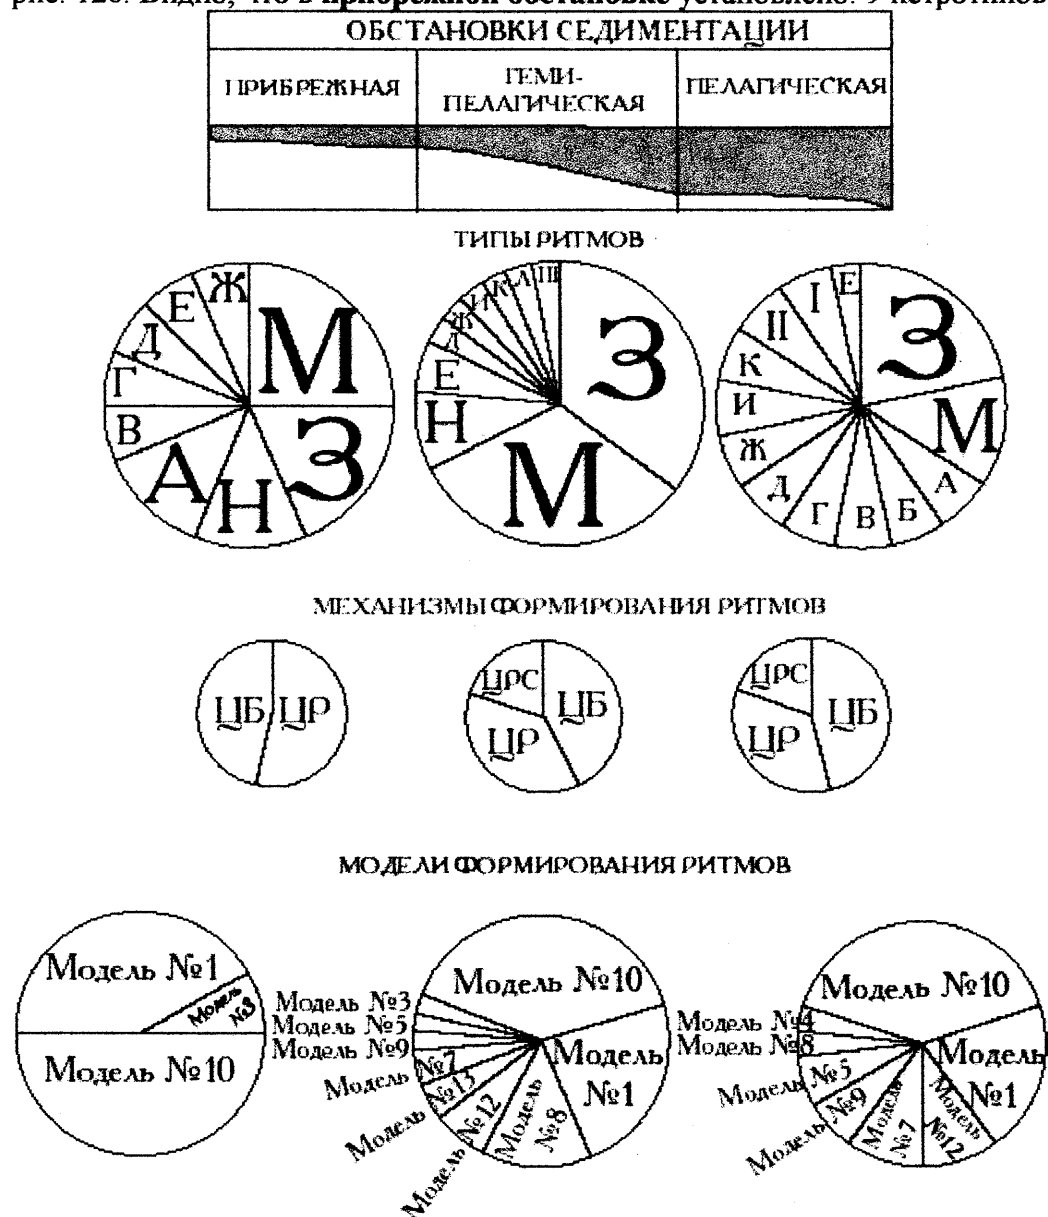 рис. 120. Видно, что в прибрежной обстановке установлено: 9 петротипов
ОБСТАНОВКИ СЕДИМЕНТАЦИИ
ПРИБРЕЖНАЯ
ГЕМИ-
ПЕЛАГИЧЕСКАЯ
ПЕЛАГИЧЕСКАЯ
ТИПЫ РИТМОВ
Ж
Е
Д
Г
В
А
Н
З
М
Ш
Л
К
И
Ж
Д
Е
Н
М
З
Е
I
II
К
И
Ж
Д
Г
В
Б
А
М
З
МЕХАНИЗМЫ ФОРМИРОВАНИЯ РИТМОВ
ЦБ
ЦР
ЦРС
ЦБ
ЦР
ЦРС
ЦБ
ЦР
МОДЕЛИ ФОРМИРОВАНИЯ РИТМОВ
Модель №1
Модель
№8
Модель №10
Модель №10
Модель №3
Модель №5
Модель №9
Модель №7
Модель №13
Модель №12
Модель
№8
Модель
№1
Модель №10
Модель №4
Модель №8
Модель №5
Модель №9
Модель
№7
Модель
№12
Модель
№1